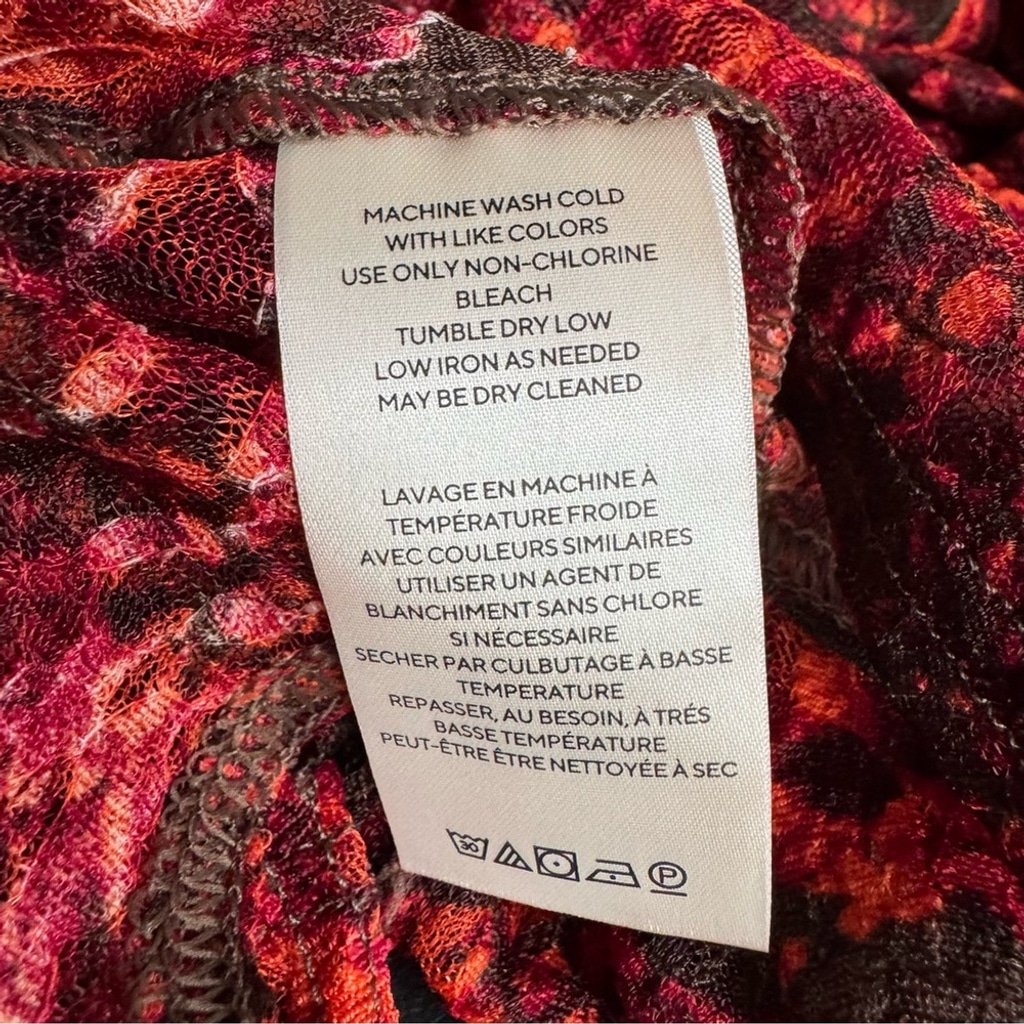 MACHINE WASH COLD
WITH LIKE COLORS
USE ONLY NON-CHLORINE
BLEACH
TUMBLE DRY LOW
LOW IRON AS NEEDED
MAY BE DRY CLEANED
LAVAGE EN MACHINE À
TEMPÉRATURE FROIDE
AVEC COULEURS SIMILAIRES
UTILISER UN AGENT DE
BLANCHIMENT SANS CHLORE
SI NÉCESSAIRE
SECHER PAR CULBUTAGE À BASSE
TEMPERATURE
REPASSER, AU BESOIN, À TRÉS
BASSE TEMPÉRATURE
PEUT-ÊTRE ÊTRE NETTOYÉE À SEC
30 P